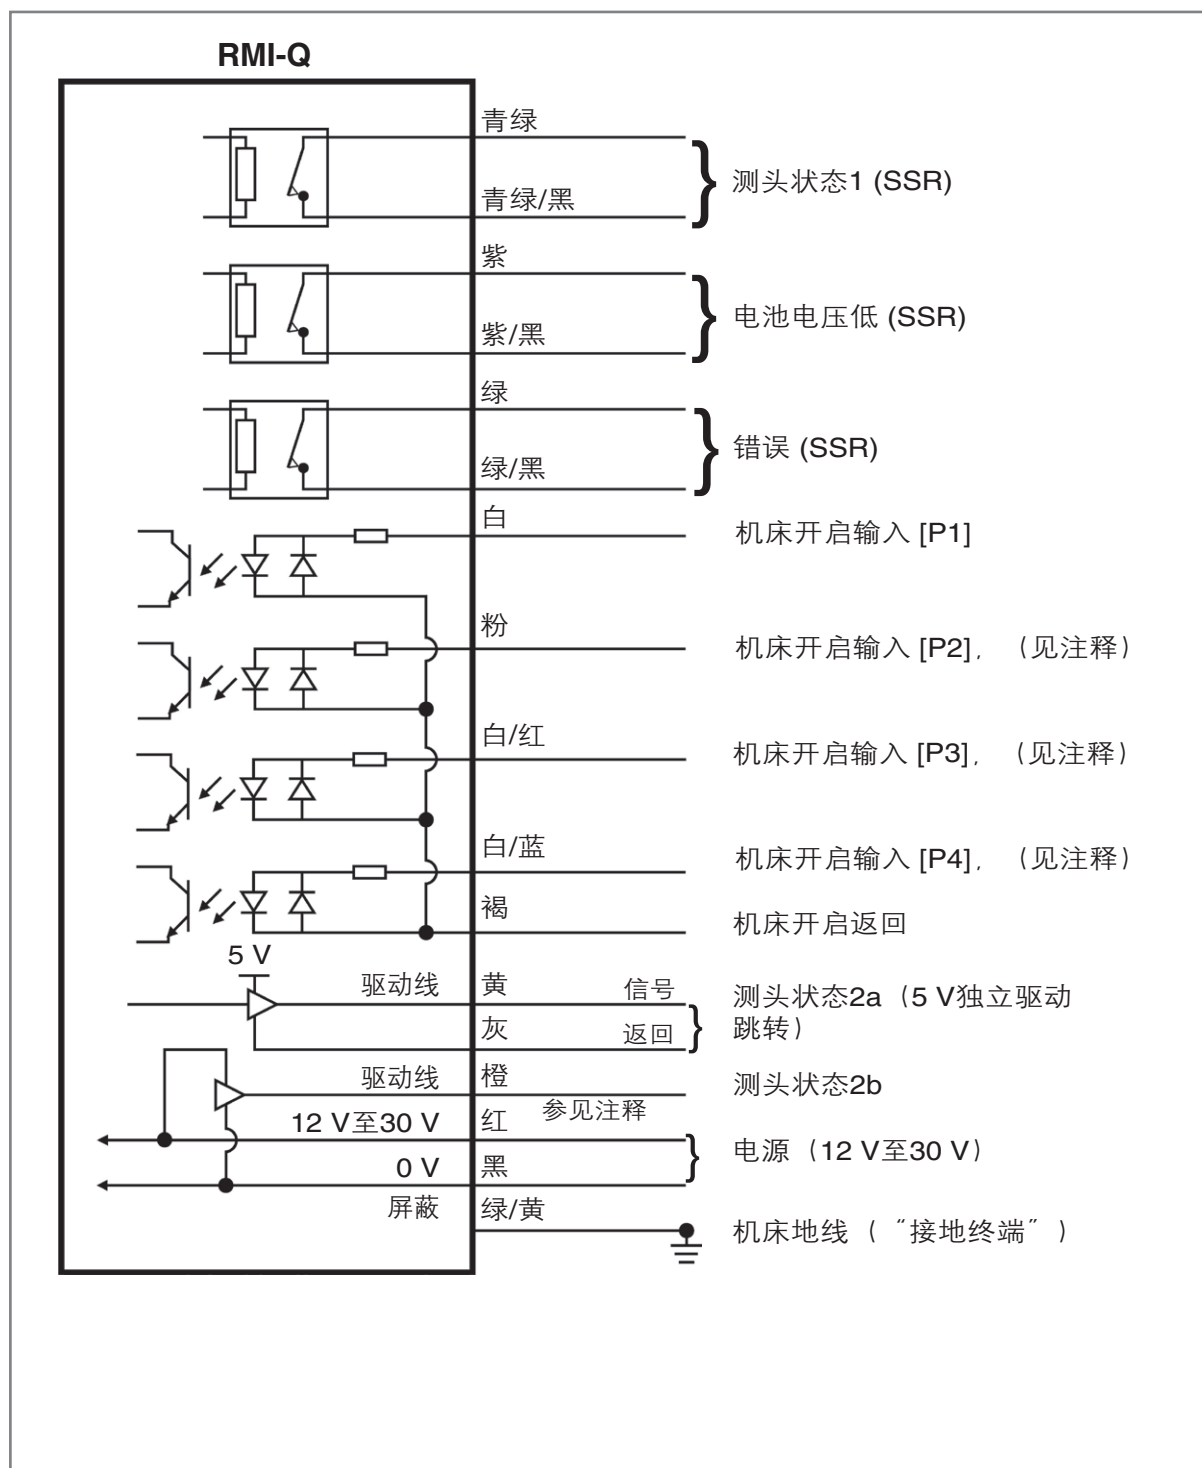 RMI-Q
青绿
青绿/黑
测头状态1 (SSR)
紫
紫/黑
电池电压低 (SSR)
绿
绿/黑
错误 (SSR)
白
机床开启输入 [P1]
粉
机床开启输入 [P2]，（见注释）
白/红
机床开启输入 [P3]，（见注释）
白/蓝
机床开启输入 [P4]，（见注释）
褐
机床开启返回
5 V
驱动线 黄 信号
灰 返回
测头状态2a（5 V独立驱动
跳转）
驱动线 橙
参见注释
测头状态2b
12 V至30 V 红
0 V 黑
电源（12 V至30 V）
屏蔽 绿/黄
机床地线（“接地终端”）